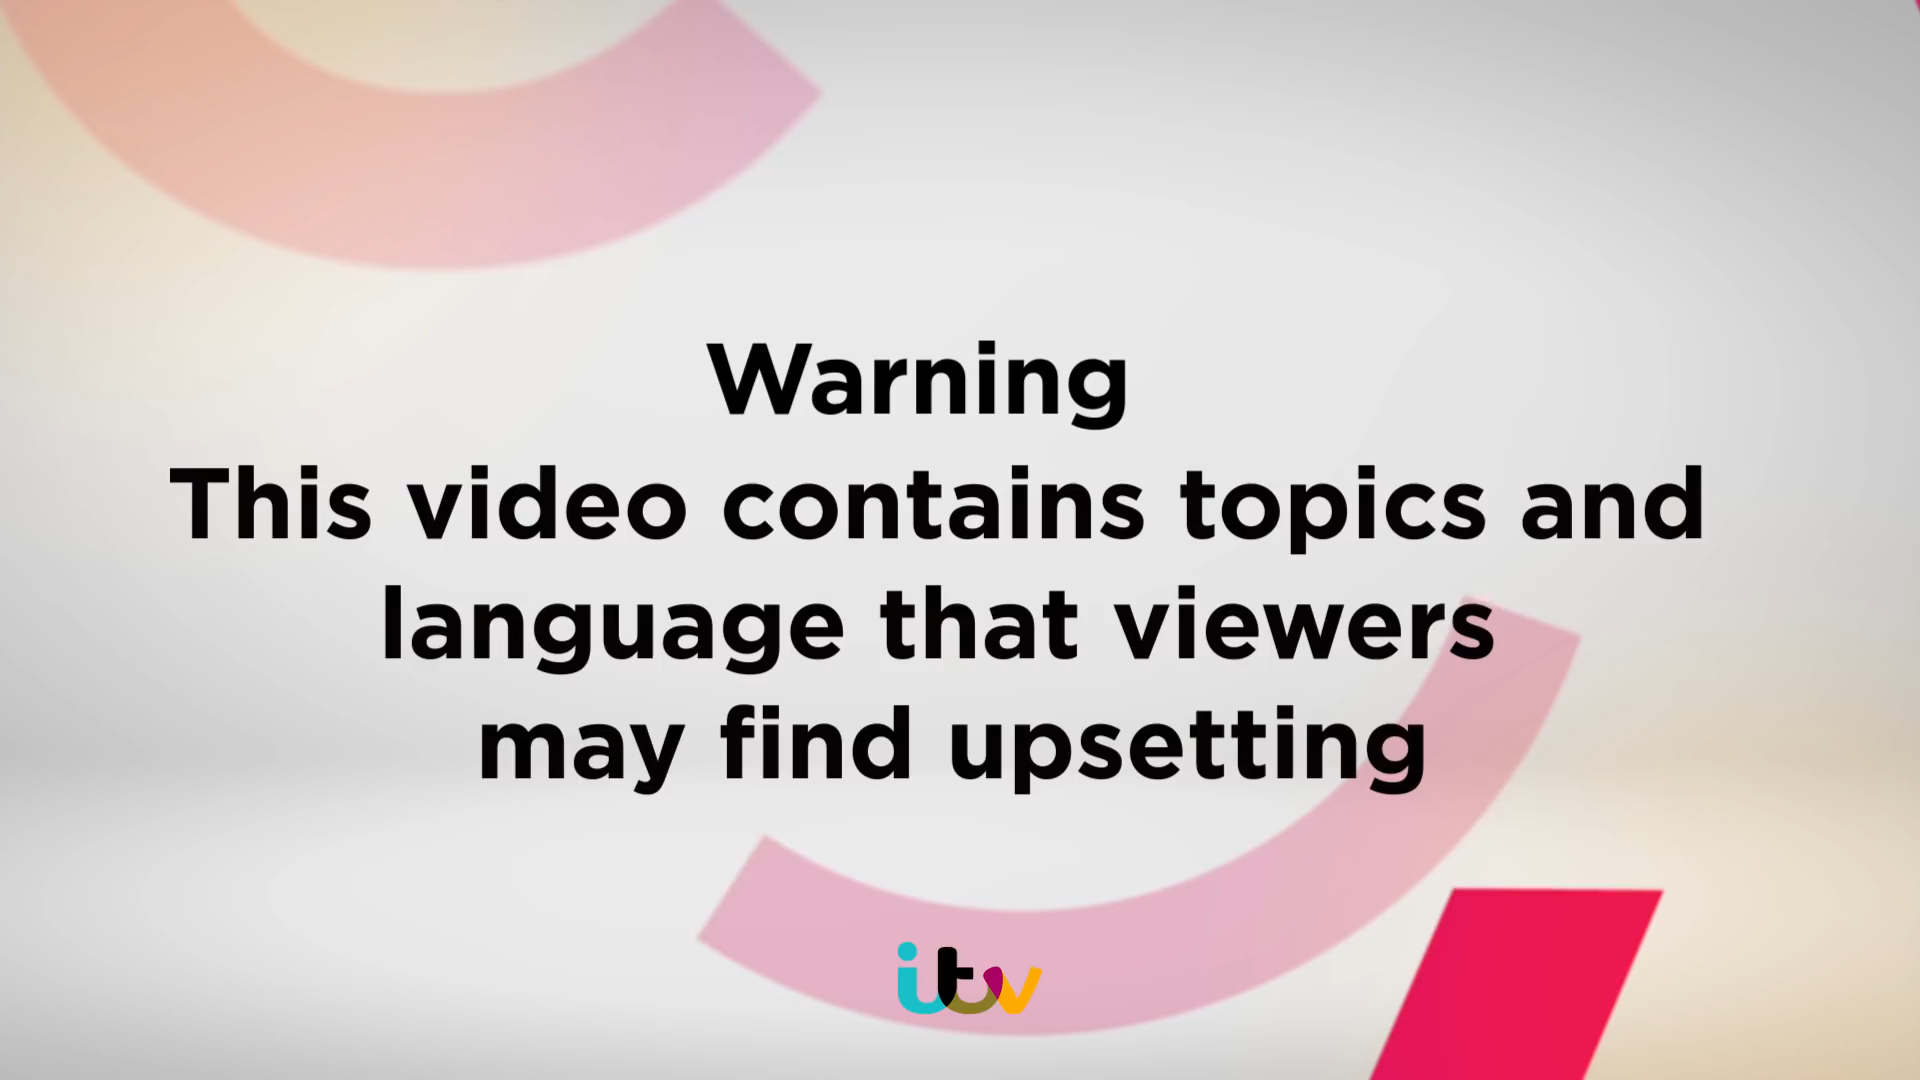 Warning
This video contains topics and
language that viewers
may find upsetting
itv